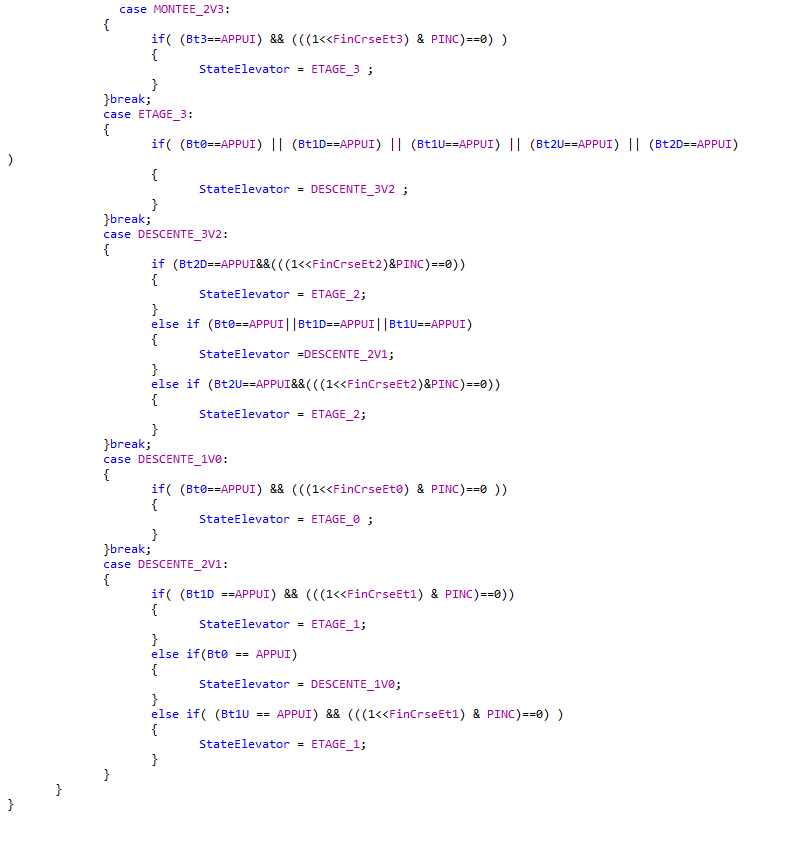 case MONTEE_2V3:
{
if( (Bt3==APPUI) && (((1<<FinCrseEt3) & PINC)==0) )
{
StateElevator = ETAGE_3 ;
}
}break;
case ETAGE_3:
{
if( (Bt0==APPUI) || (Bt1D==APPUI) || (Bt1U==APPUI) || (Bt2U==APPUI) || (Bt2D==APPUI)
)
{
StateElevator = DESCENTE_3V2 ;
}
}break;
case DESCENTE_3V2:
{
if (Bt2D==APPUI&&(((1<<FinCrseEt2)&PINC)==0))
{
StateElevator = ETAGE_2;
}
else if (Bt0==APPUI||Bt1D==APPUI||Bt1U==APPUI)
{
StateElevator =DESCENTE_2V1;
}
else if (Bt2U==APPUI&&(((1<<FinCrseEt2)&PINC)==0))
{
StateElevator = ETAGE_2;
}
}break;
case DESCENTE_1V0:
{
if( (Bt0==APPUI) && (((1<<FinCrseEt0) & PINC)==0 ))
{
StateElevator = ETAGE_0 ;
}
}break;
case DESCENTE_2V1:
{
if( (Bt1D ==APPUI) && (((1<<FinCrseEt1) & PINC)==0))
{
StateElevator = ETAGE_1;
}
else if(Bt0 == APPUI)
{
StateElevator = DESCENTE_1V0;
}
else if( (Bt1U == APPUI) && (((1<<FinCrseEt1) & PINC)==0) )
{
StateElevator = ETAGE_1;
}
}
}
}